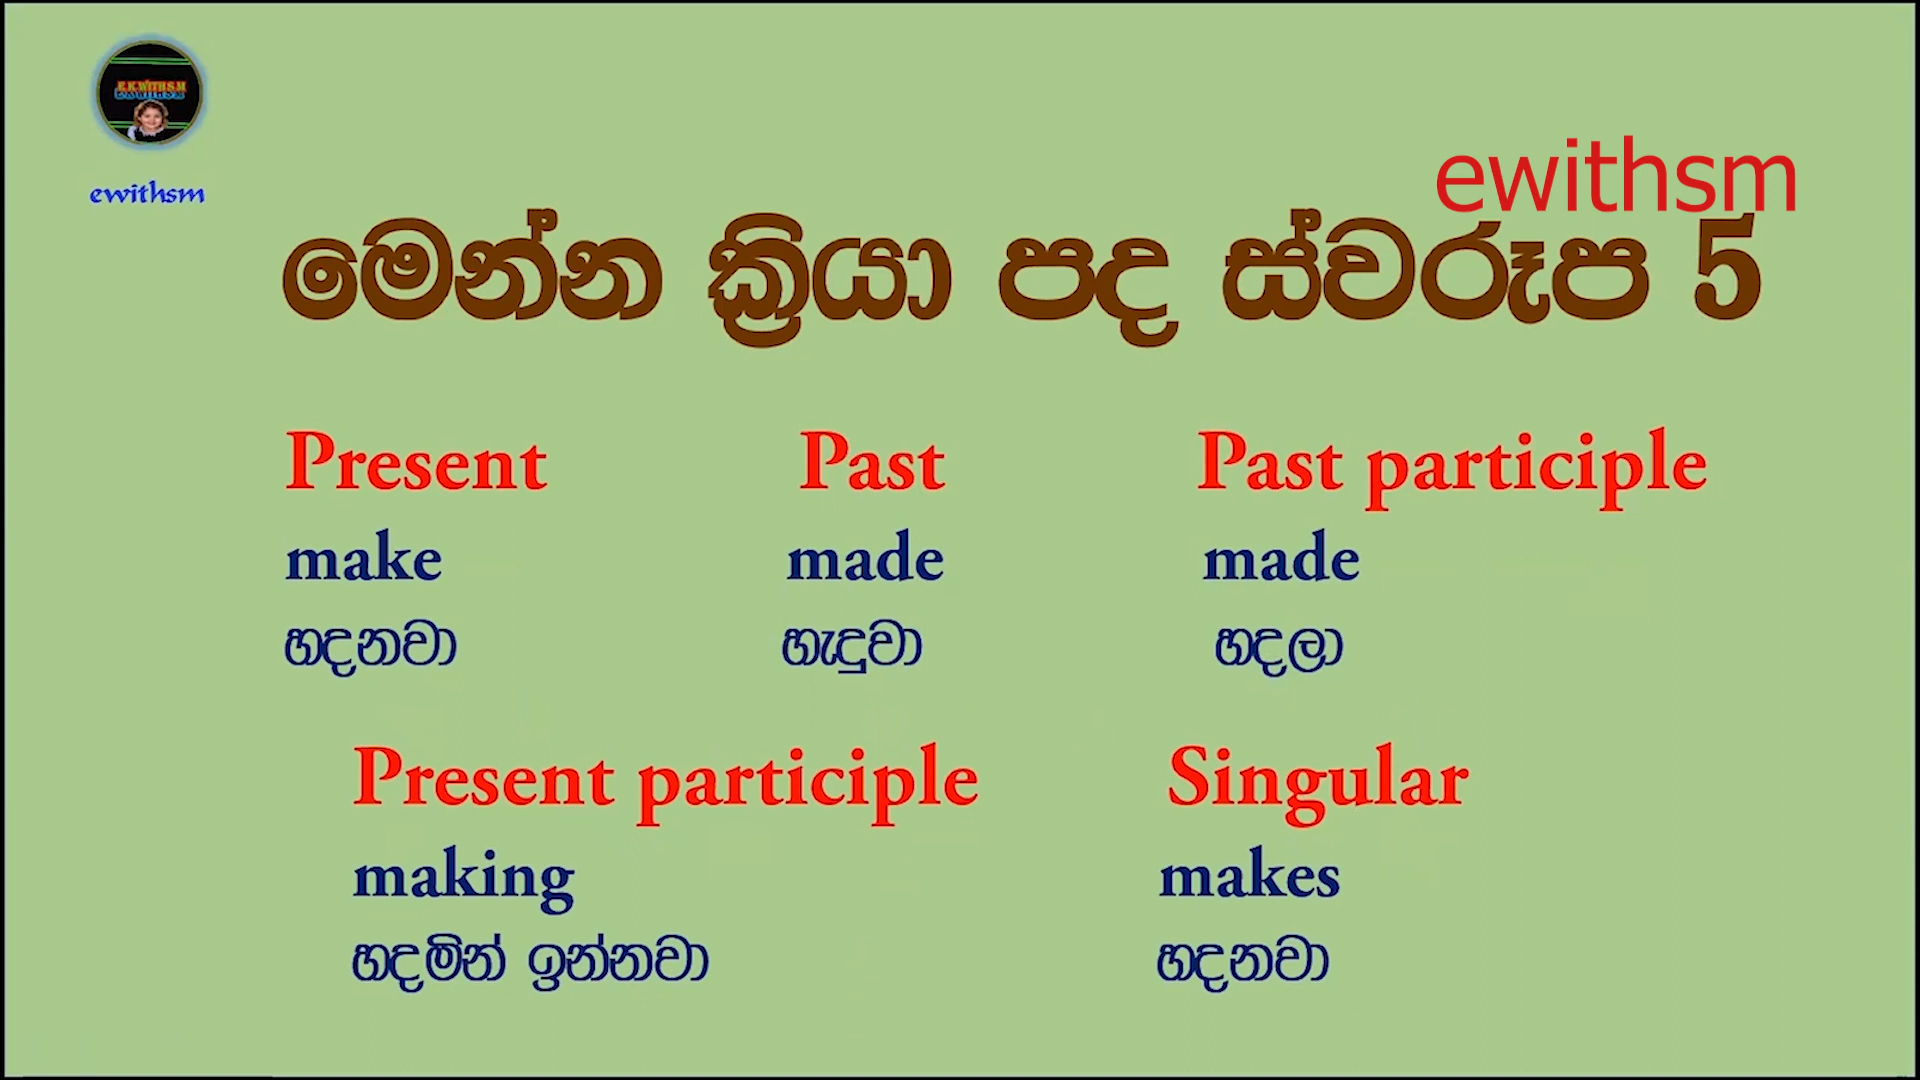 E.K.WITH.S.M
ewithsm
ewithsm
මෙන්න ක්‍රියා පද ස්වරූප 5
Present Past Past participle
make made made
හදනවා හැදුවා හදලා
Present participle Singular
making makes
හදමින් ඉන්නවා හදනවා